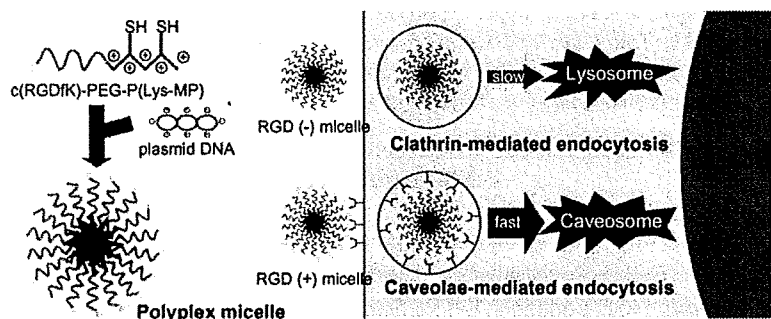 SH SH
c(RGDfK)-PEG-P(Lys-MP)
plasmid DNA
Polyplex micelle
RGD (-) micelle
RGD (+) micelle
slow
Lysosome
Clathrin-mediated endocytosis
fast
Caveosome
Caveolae-mediated endocytosis